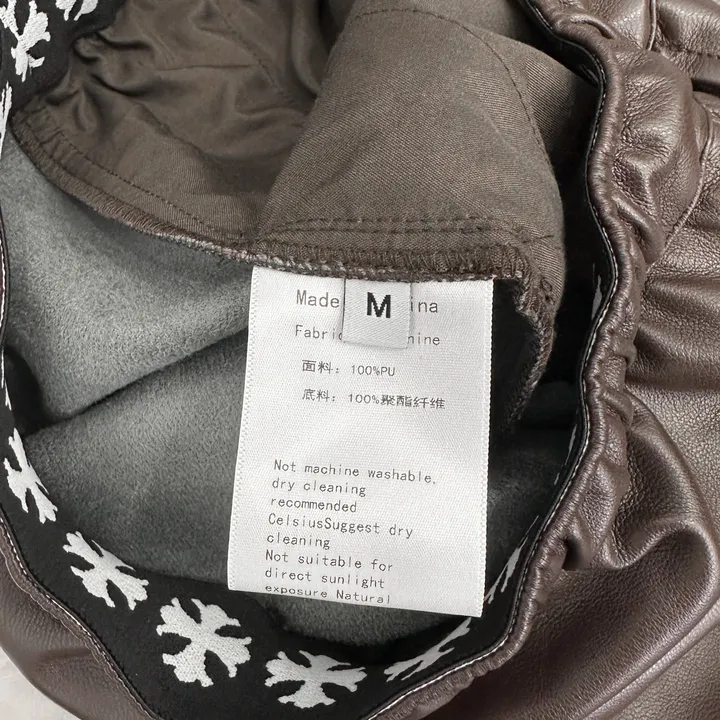 Made
ina
M
Fabric
hine
面料: 100%PU
底料: 100%聚酯纤维
Not machine washable,
dry cleaning
recommended
CelsiusSuggest dry
cleaning
Not suitable for
direct sunlight
exposure Natural